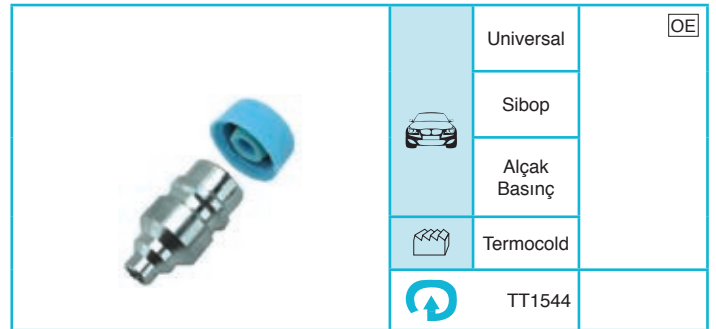 Universal
OE
Sibop
Alçak
Basınç
Termocold
TT1544